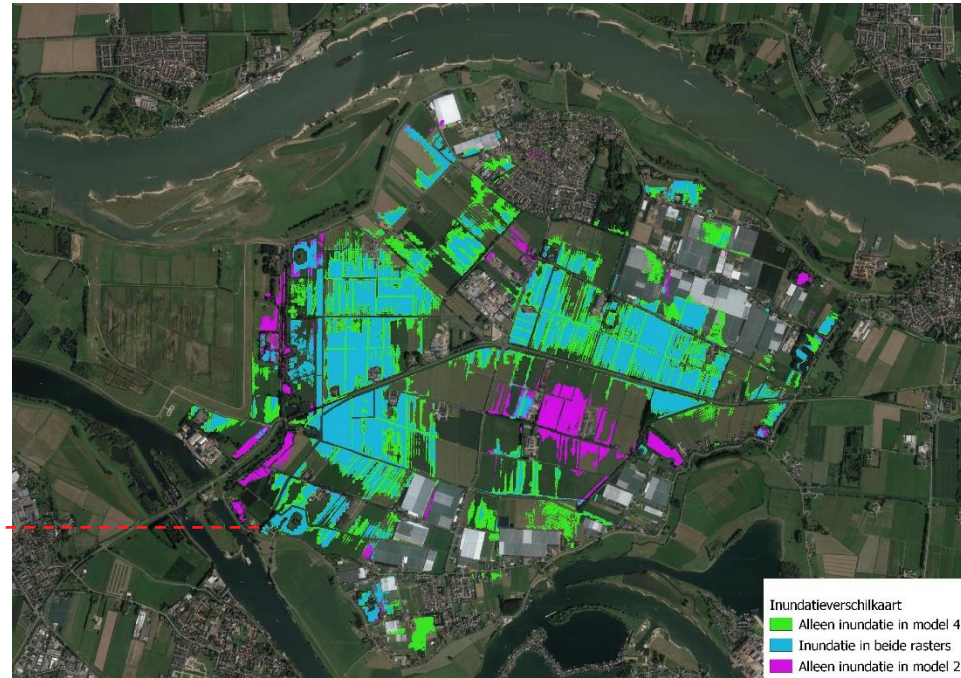 Inundatieverschilkaart
Alleen inundatie in model 4
Inundatie in beide rasters
Alleen inundatie in model 2